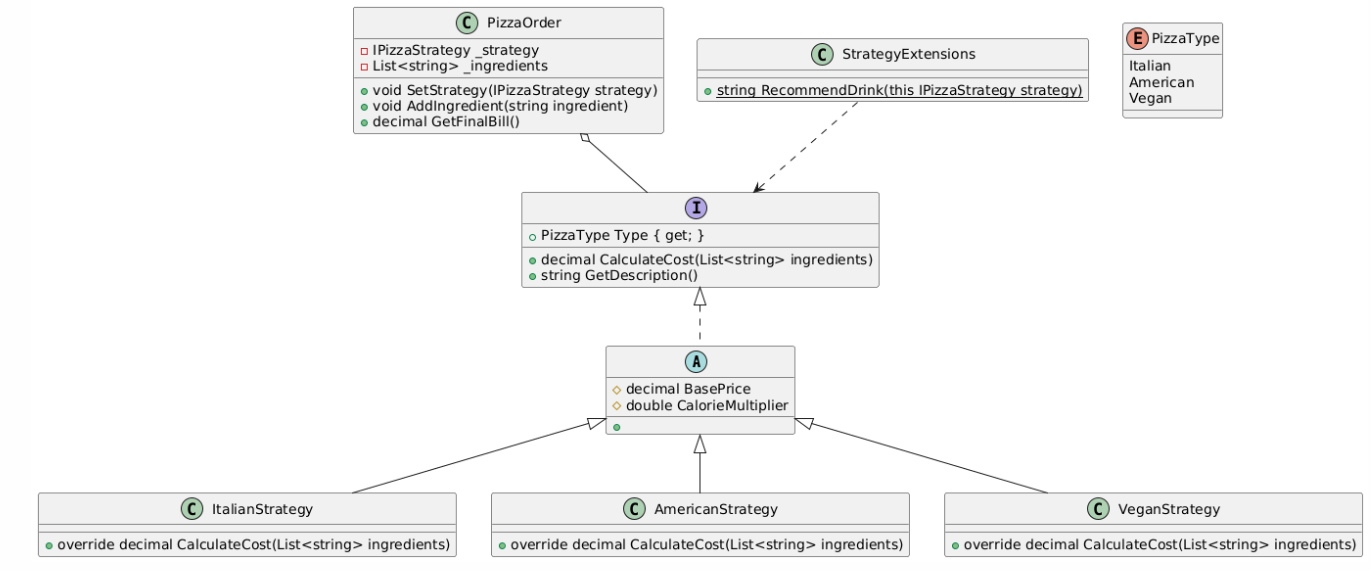 C PizzaOrder
IPizzaStrategy _strategy
List<string> _ingredients
void SetStrategy(IPizzaStrategy strategy)
void AddIngredient(string ingredient)
decimal GetFinalBill()
C StrategyExtensions
string RecommendDrink(this IPizzaStrategy strategy)
E PizzaType
Italian
American
Vegan
I
PizzaType Type { get; }
decimal CalculateCost(List<string> ingredients)
string GetDescription()
A
decimal BasePrice
double CalorieMultiplier
C ItalianStrategy
override decimal CalculateCost(List<string> ingredients)
C AmericanStrategy
override decimal CalculateCost(List<string> ingredients)
C VeganStrategy
override decimal CalculateCost(List<string> ingredients)